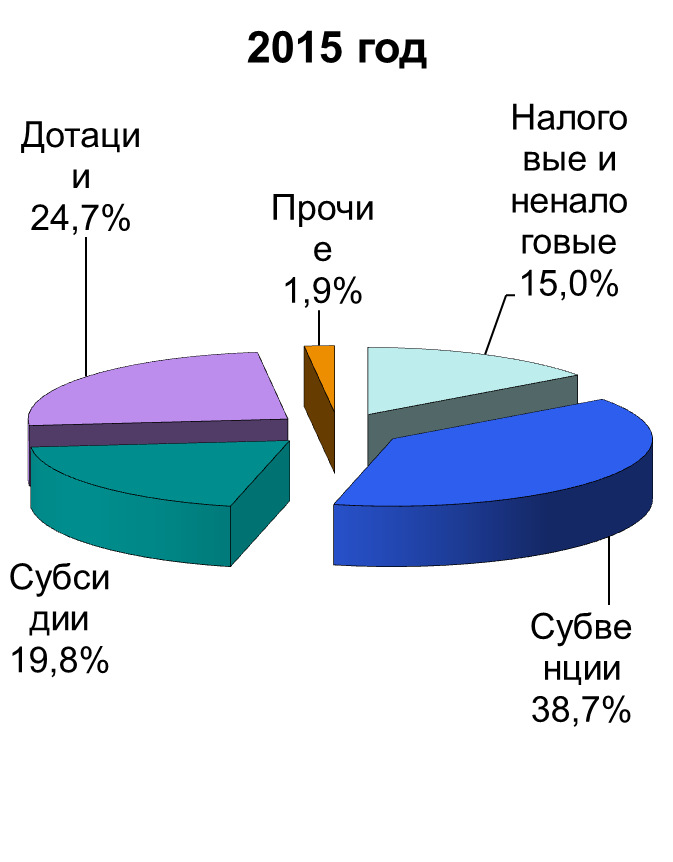 2015 год
Дотаци
и
24,7%
Прочи
е
1,9%
Налого
вые и
ненало
говые
15,0%
Субси
дии
19,8%
Субве
нции
38,7%